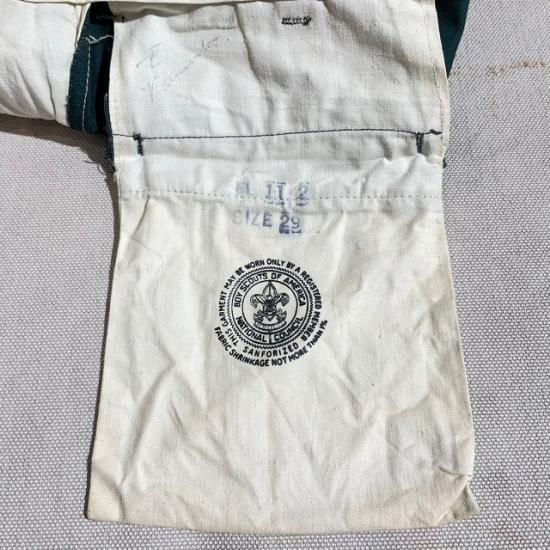 SIZE 29
THIS GARMENT MAY BE WORN ONLY BY A REGISTERED MEMBER
BOY SCOUTS OF AMERICA
NATIONAL COUNCIL
SANFORIZED
FABRIC SHRINKAGE NOT MORE THAN 1%